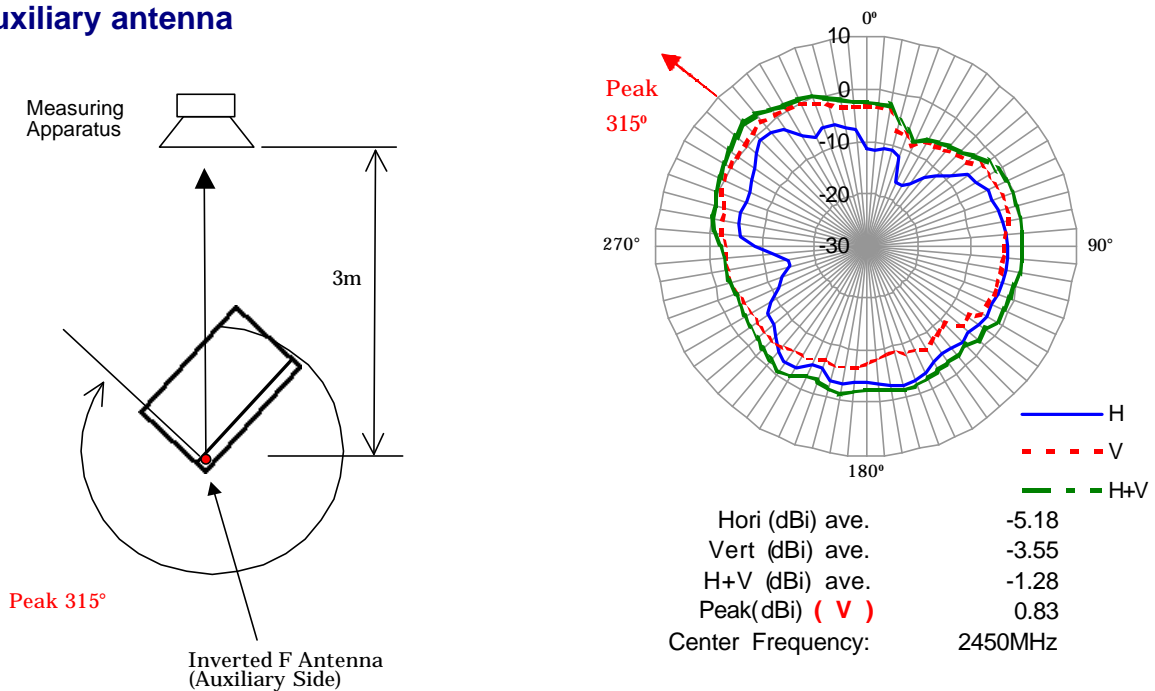 uxiliary antenna
Measuring
Apparatus
3m
Peak 315°
Inverted F Antenna
(Auxiliary Side)
0°
10
Peak
315°
0
-10
-20
270°
-30
90°
180°
H
V
H+V
Hori (dBi) ave. -5.18
Vert (dBi) ave. -3.55
H+V (dBi) ave. -1.28
Peak(dBi) ( V ) 0.83
Center Frequency: 2450MHz